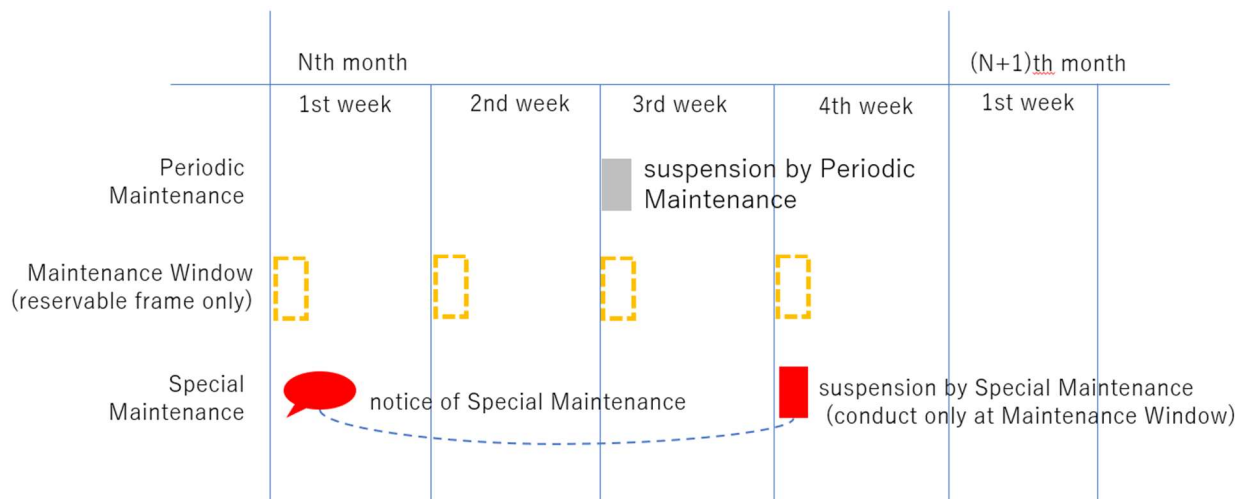 Nth month
(N+1)th month
1st week
2nd week
3rd week
4th week
1st week
Periodic
Maintenance
suspension by Periodic
Maintenance
Maintenance Window
(reservable frame only)
Special
Maintenance
notice of Special Maintenance
suspension by Special Maintenance
(conduct only at Maintenance Window)